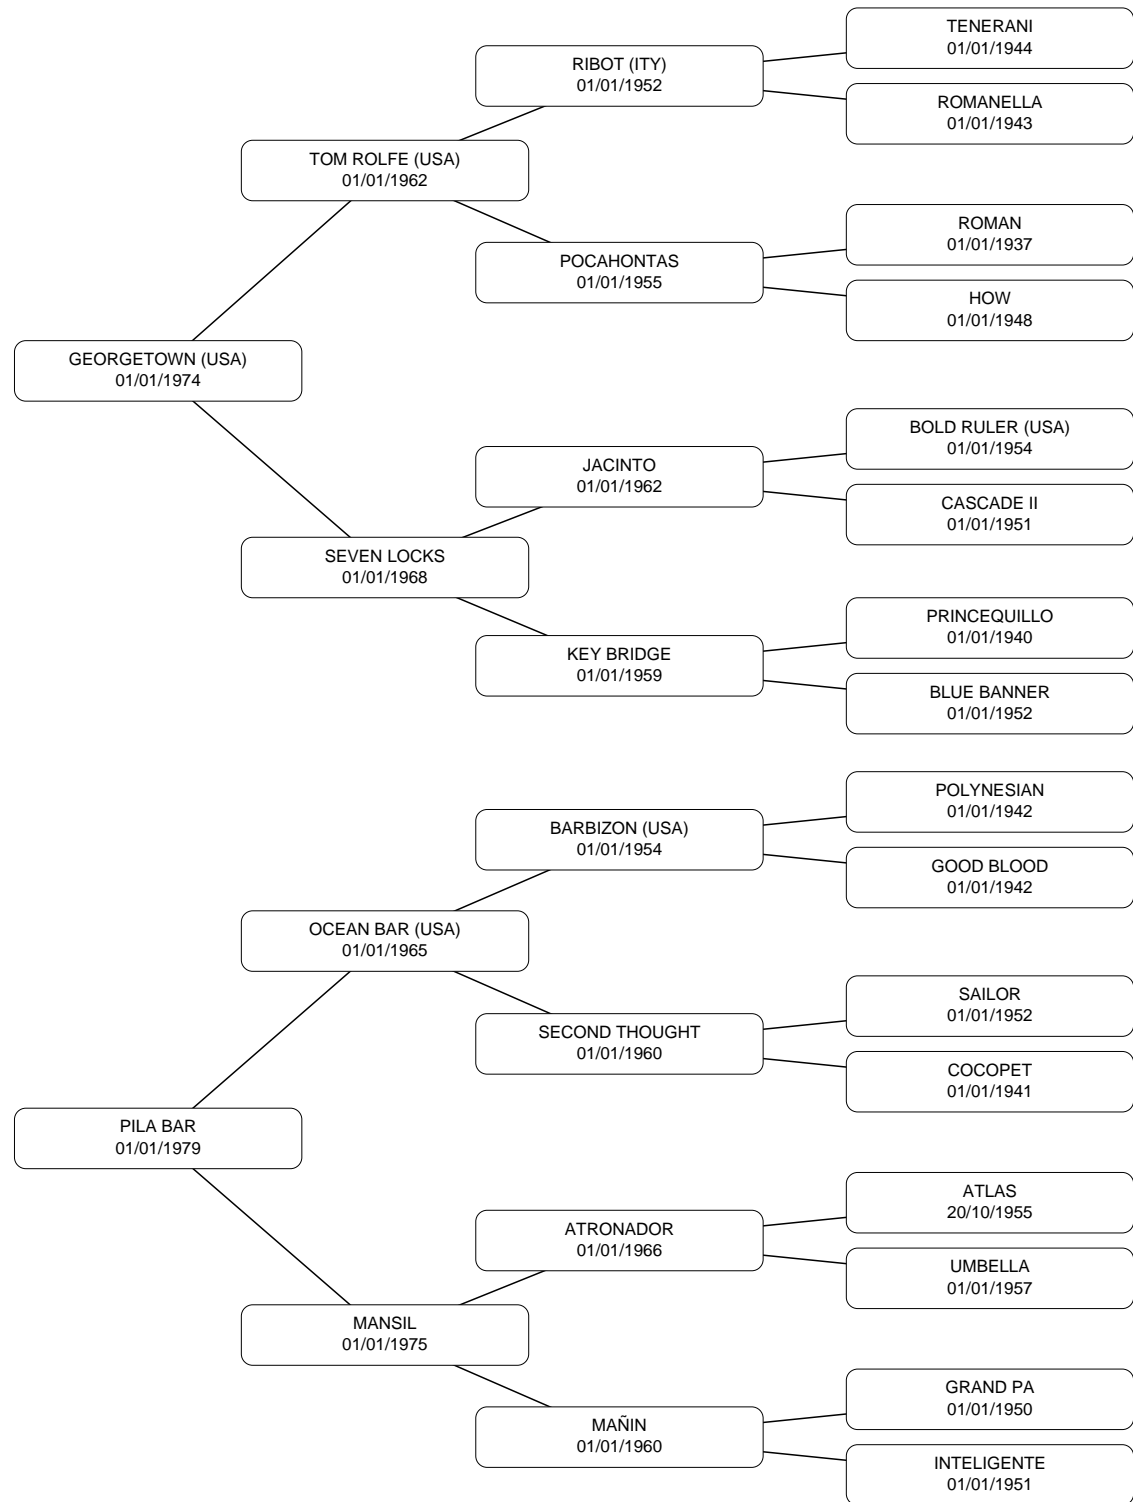 TENERANI
01/01/1944
RIBOT (ITY)
01/01/1952
ROMANELLA
01/01/1943
TOM ROLFE (USA)
01/01/1962
ROMAN
01/01/1937
POCAHONTAS
01/01/1955
HOW
01/01/1948
GEORGETOWN (USA)
01/01/1974
BOLD RULER (USA)
01/01/1954
JACINTO
01/01/1962
CASCADE II
01/01/1951
SEVEN LOCKS
01/01/1968
PRINCEQUILLO
01/01/1940
KEY BRIDGE
01/01/1959
BLUE BANNER
01/01/1952
POLYNESIAN
01/01/1942
BARBIZON (USA)
01/01/1954
GOOD BLOOD
01/01/1942
OCEAN BAR (USA)
01/01/1965
SAILOR
01/01/1952
SECOND THOUGHT
01/01/1960
COCOPET
01/01/1941
PILA BAR
01/01/1979
ATLAS
20/10/1955
ATRONADOR
01/01/1966
UMBELLA
01/01/1957
MANSIL
01/01/1975
GRAND PA
01/01/1950
MAÑIN
01/01/1960
INTELIGENTE
01/01/1951